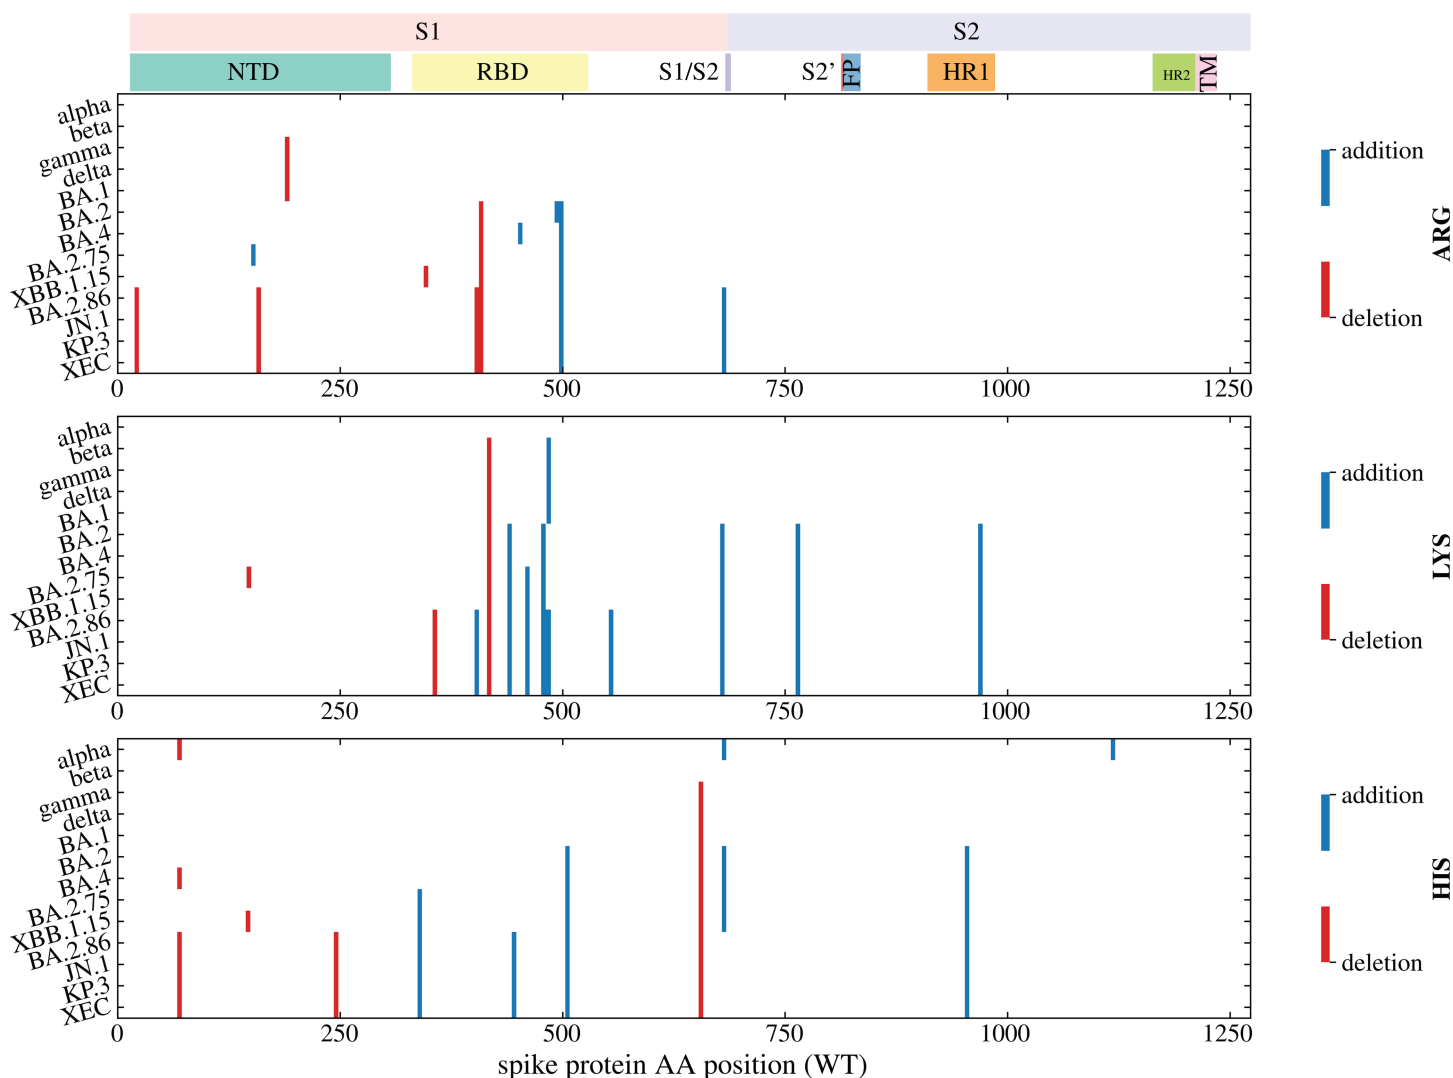 S1 S2
NTD RBD S1/S2 S2’ FP HR1 HR2 TM
alpha
beta
gamma
delta
BA.1
BA.2
BA.4
BA.2.75
XBB.1.15
BA.2.86
JN.1
KP.3
XEC
0 250 500 750 1000 1250
addition
deletion
ARG
alpha
beta
gamma
delta
BA.1
BA.2
BA.4
BA.2.75
XBB.1.15
BA.2.86
JN.1
KP.3
XEC
0 250 500 750 1000 1250
addition
deletion
LYS
alpha
beta
gamma
delta
BA.1
BA.2
BA.4
BA.2.75
XBB.1.15
BA.2.86
JN.1
KP.3
XEC
0 250 500 750 1000 1250
addition
deletion
HIS
spike protein AA position (WT)